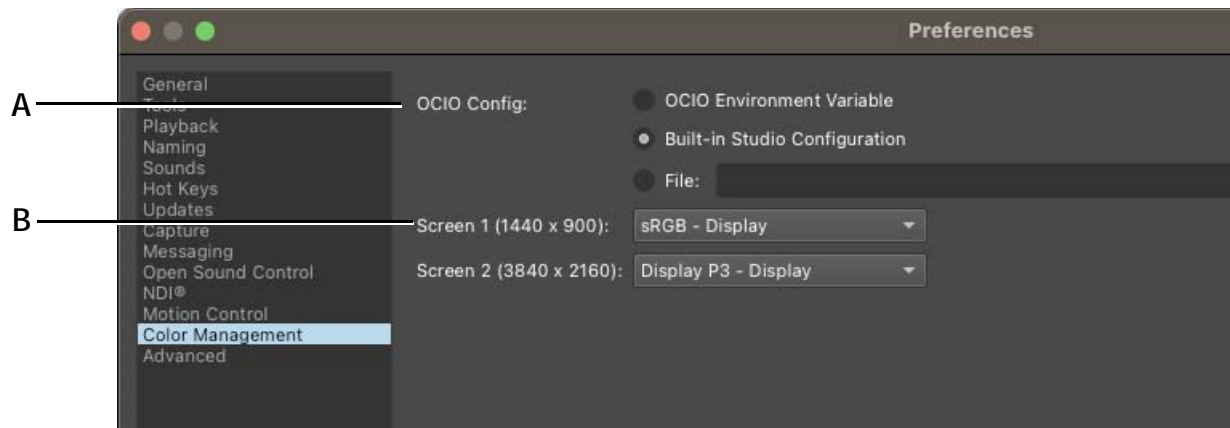 Preferences
General
Tools
Playback
Naming
Sounds
Hot Keys
Updates
Capture
Messaging
Open Sound Control
NDI®
Motion Control
Color Management
Advanced
A
OCIO Config:
OCIO Environment Variable
Built-in Studio Configuration
File:
B
Screen 1 (1440 x 900):
sRGB - Display
Screen 2 (3840 x 2160):
Display P3 - Display